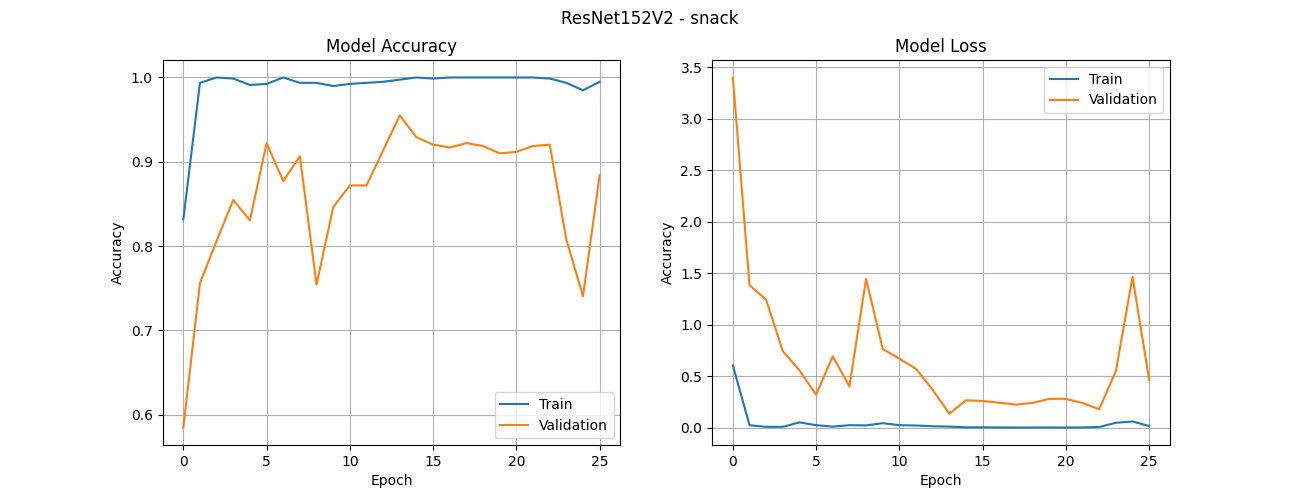 ResNet152V2 - snack
Model Accuracy
1.0
0.9
0.8
0.7
0.6
Accuracy
0
5
10
15
20
25
Epoch
Train
Validation
Model Loss
3.5
3.0
2.5
2.0
1.5
1.0
0.5
0.0
Accuracy
0
5
10
15
20
25
Epoch
Train
Validation